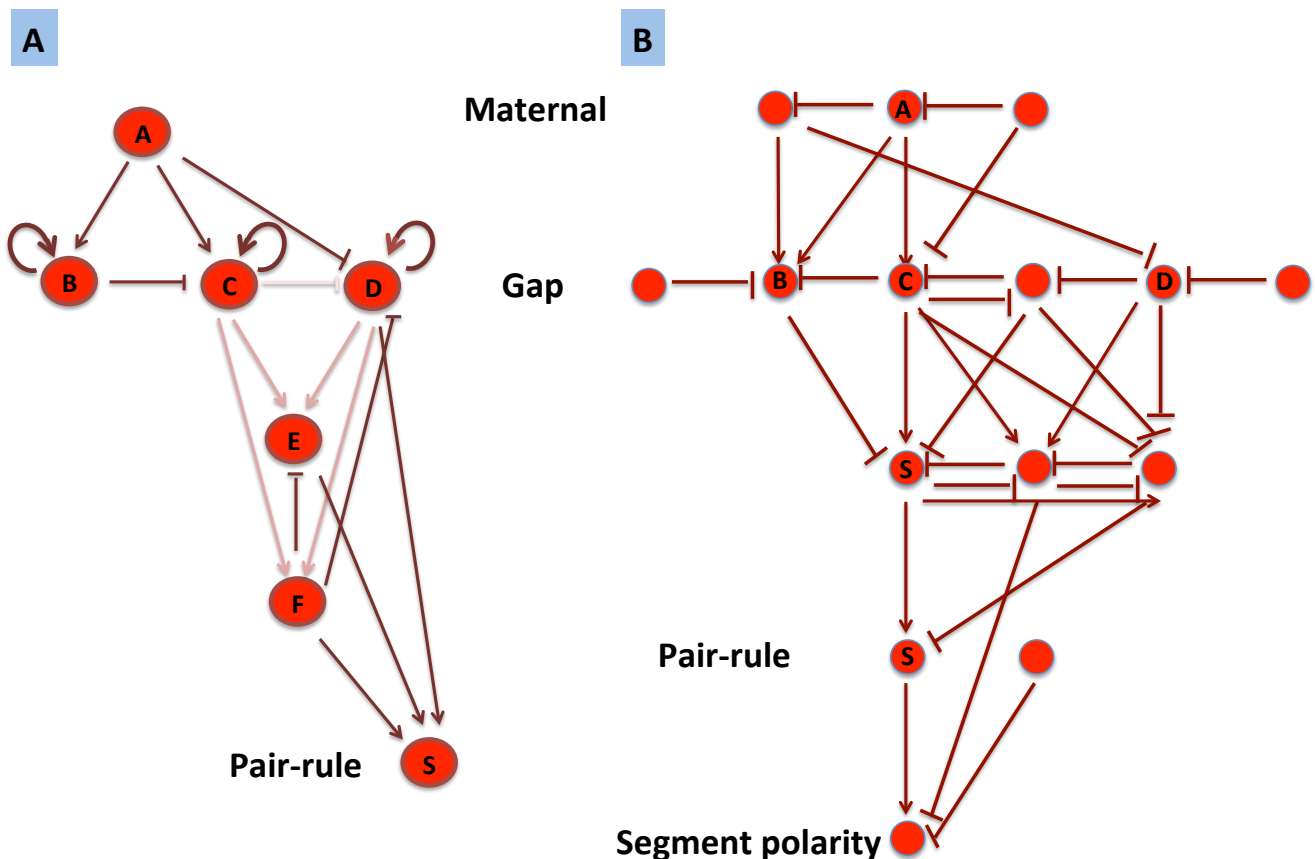 A
B
Maternal
A
A
B
C
D
Gap
B
C
D
E
S
F
Pair-rule
S
Pair-rule
S
Segment polarity